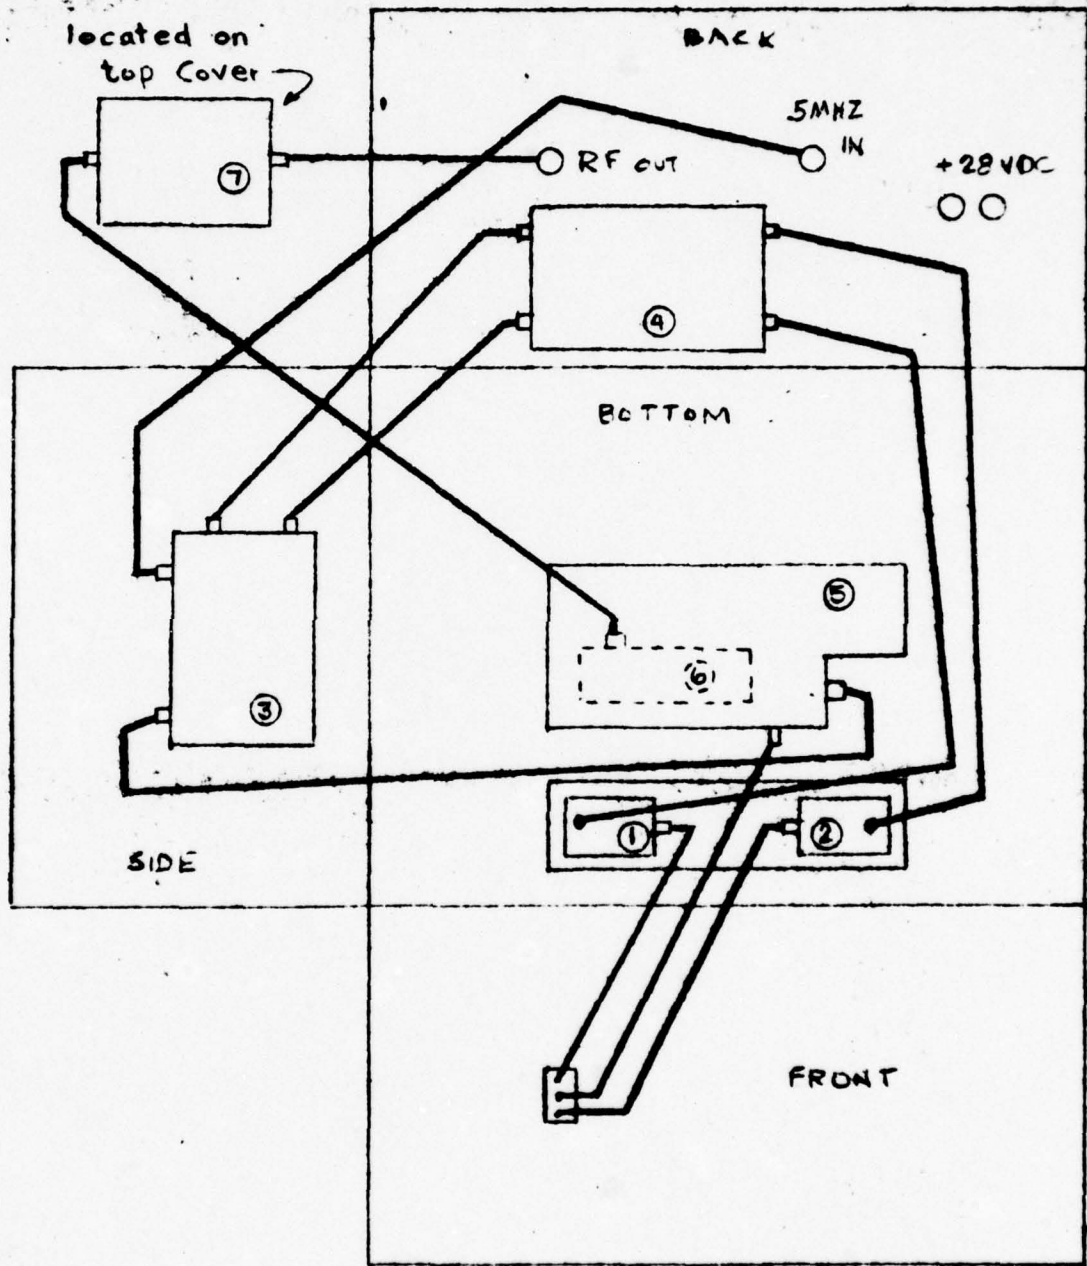 located on
top Cover
BACK
5MHZ
IN
RF OUT
+28VDC
7
4
BOTTOM
5
6
3
1
2
SIDE
FRONT